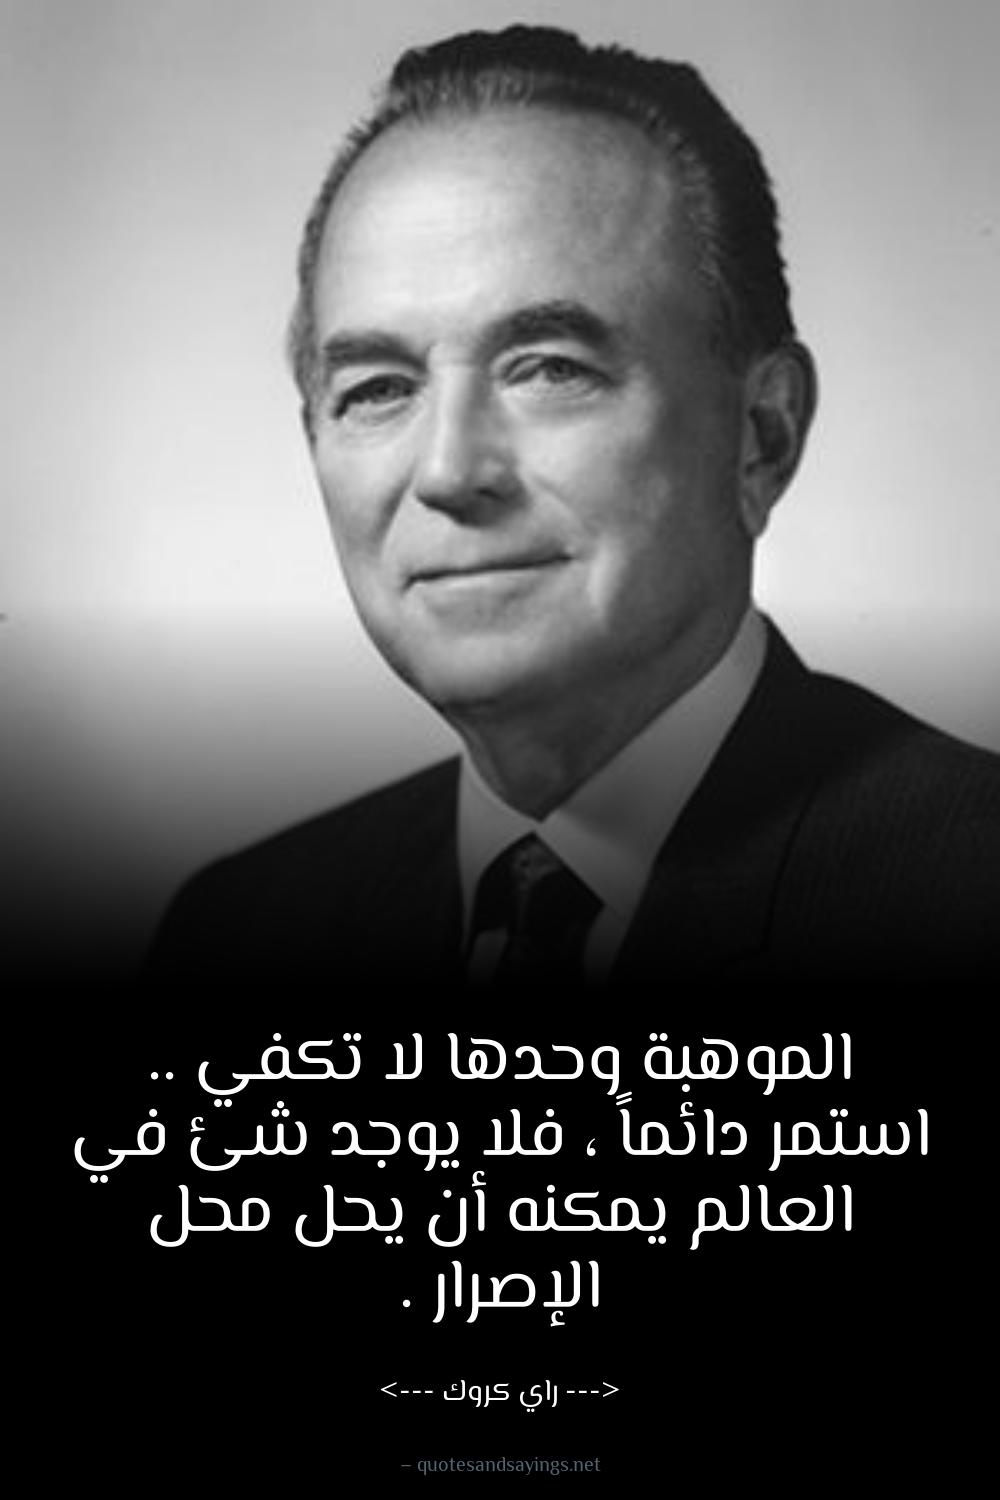 الموهبة وحدها لا تكفي ..
استمر دائماً ، فلا يوجد شئ في
العالم يمكنه أن يحل محل
الإصرار .
<--- راي كروك --->
– quotesandsayings.net